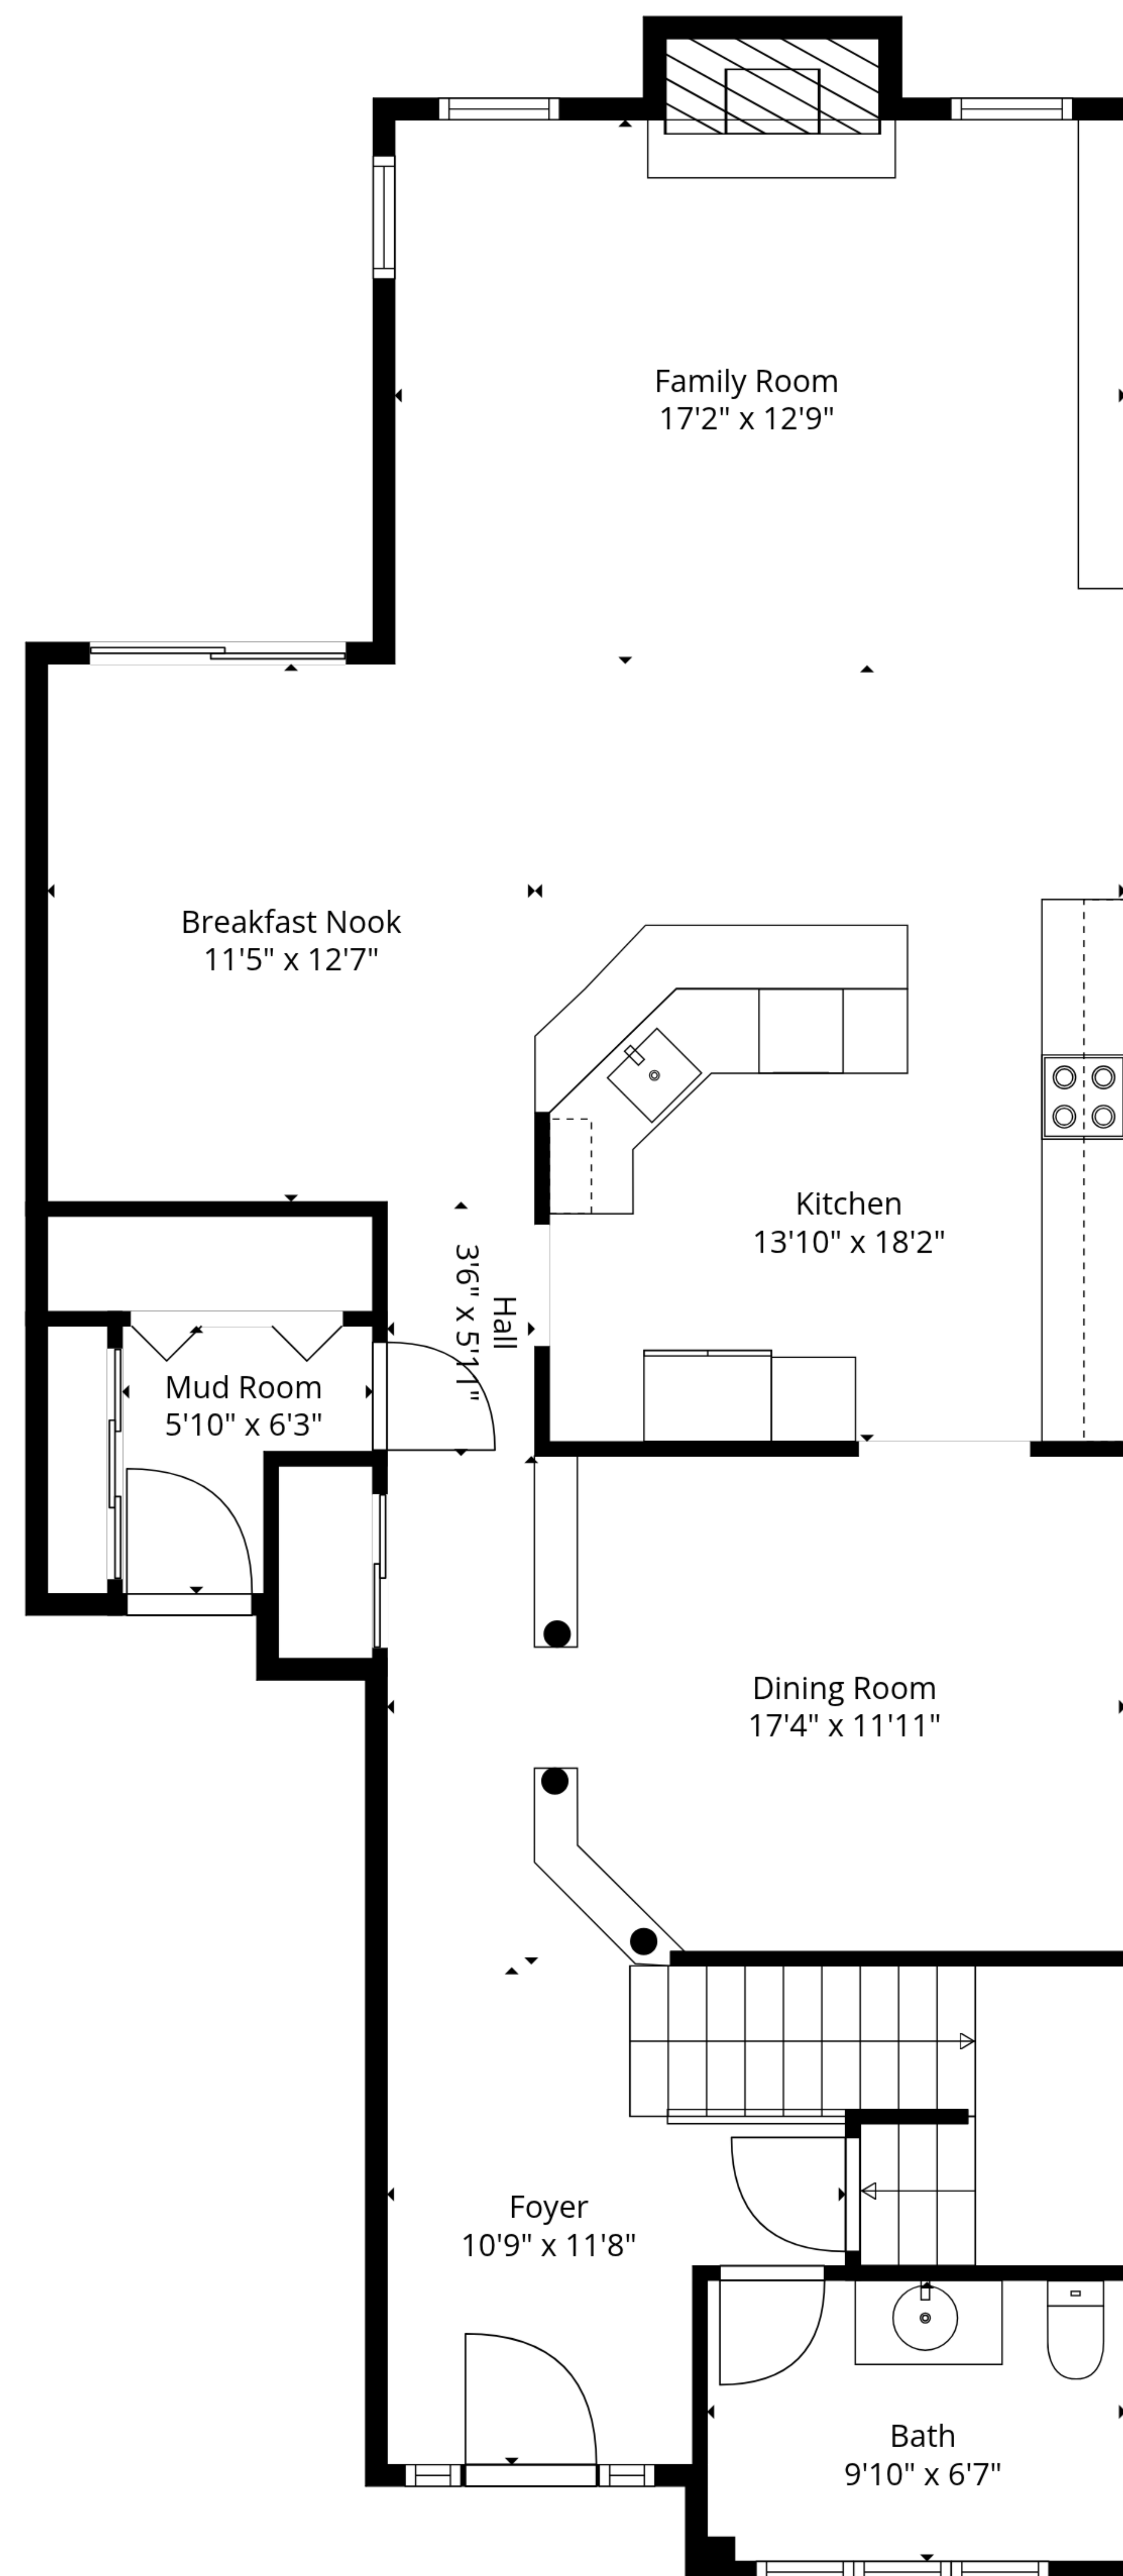 Family Room
17'2" x 12'9"
Breakfast Nook
11'5" x 12'7"
Kitchen
13'10" x 18'2"
Hall
3'6" x 5'11"
Mud Room
5'10" x 6'3"
Dining Room
17'4" x 11'11"
Foyer
10'9" x 11'8"
Bath
9'10" x 6'7"